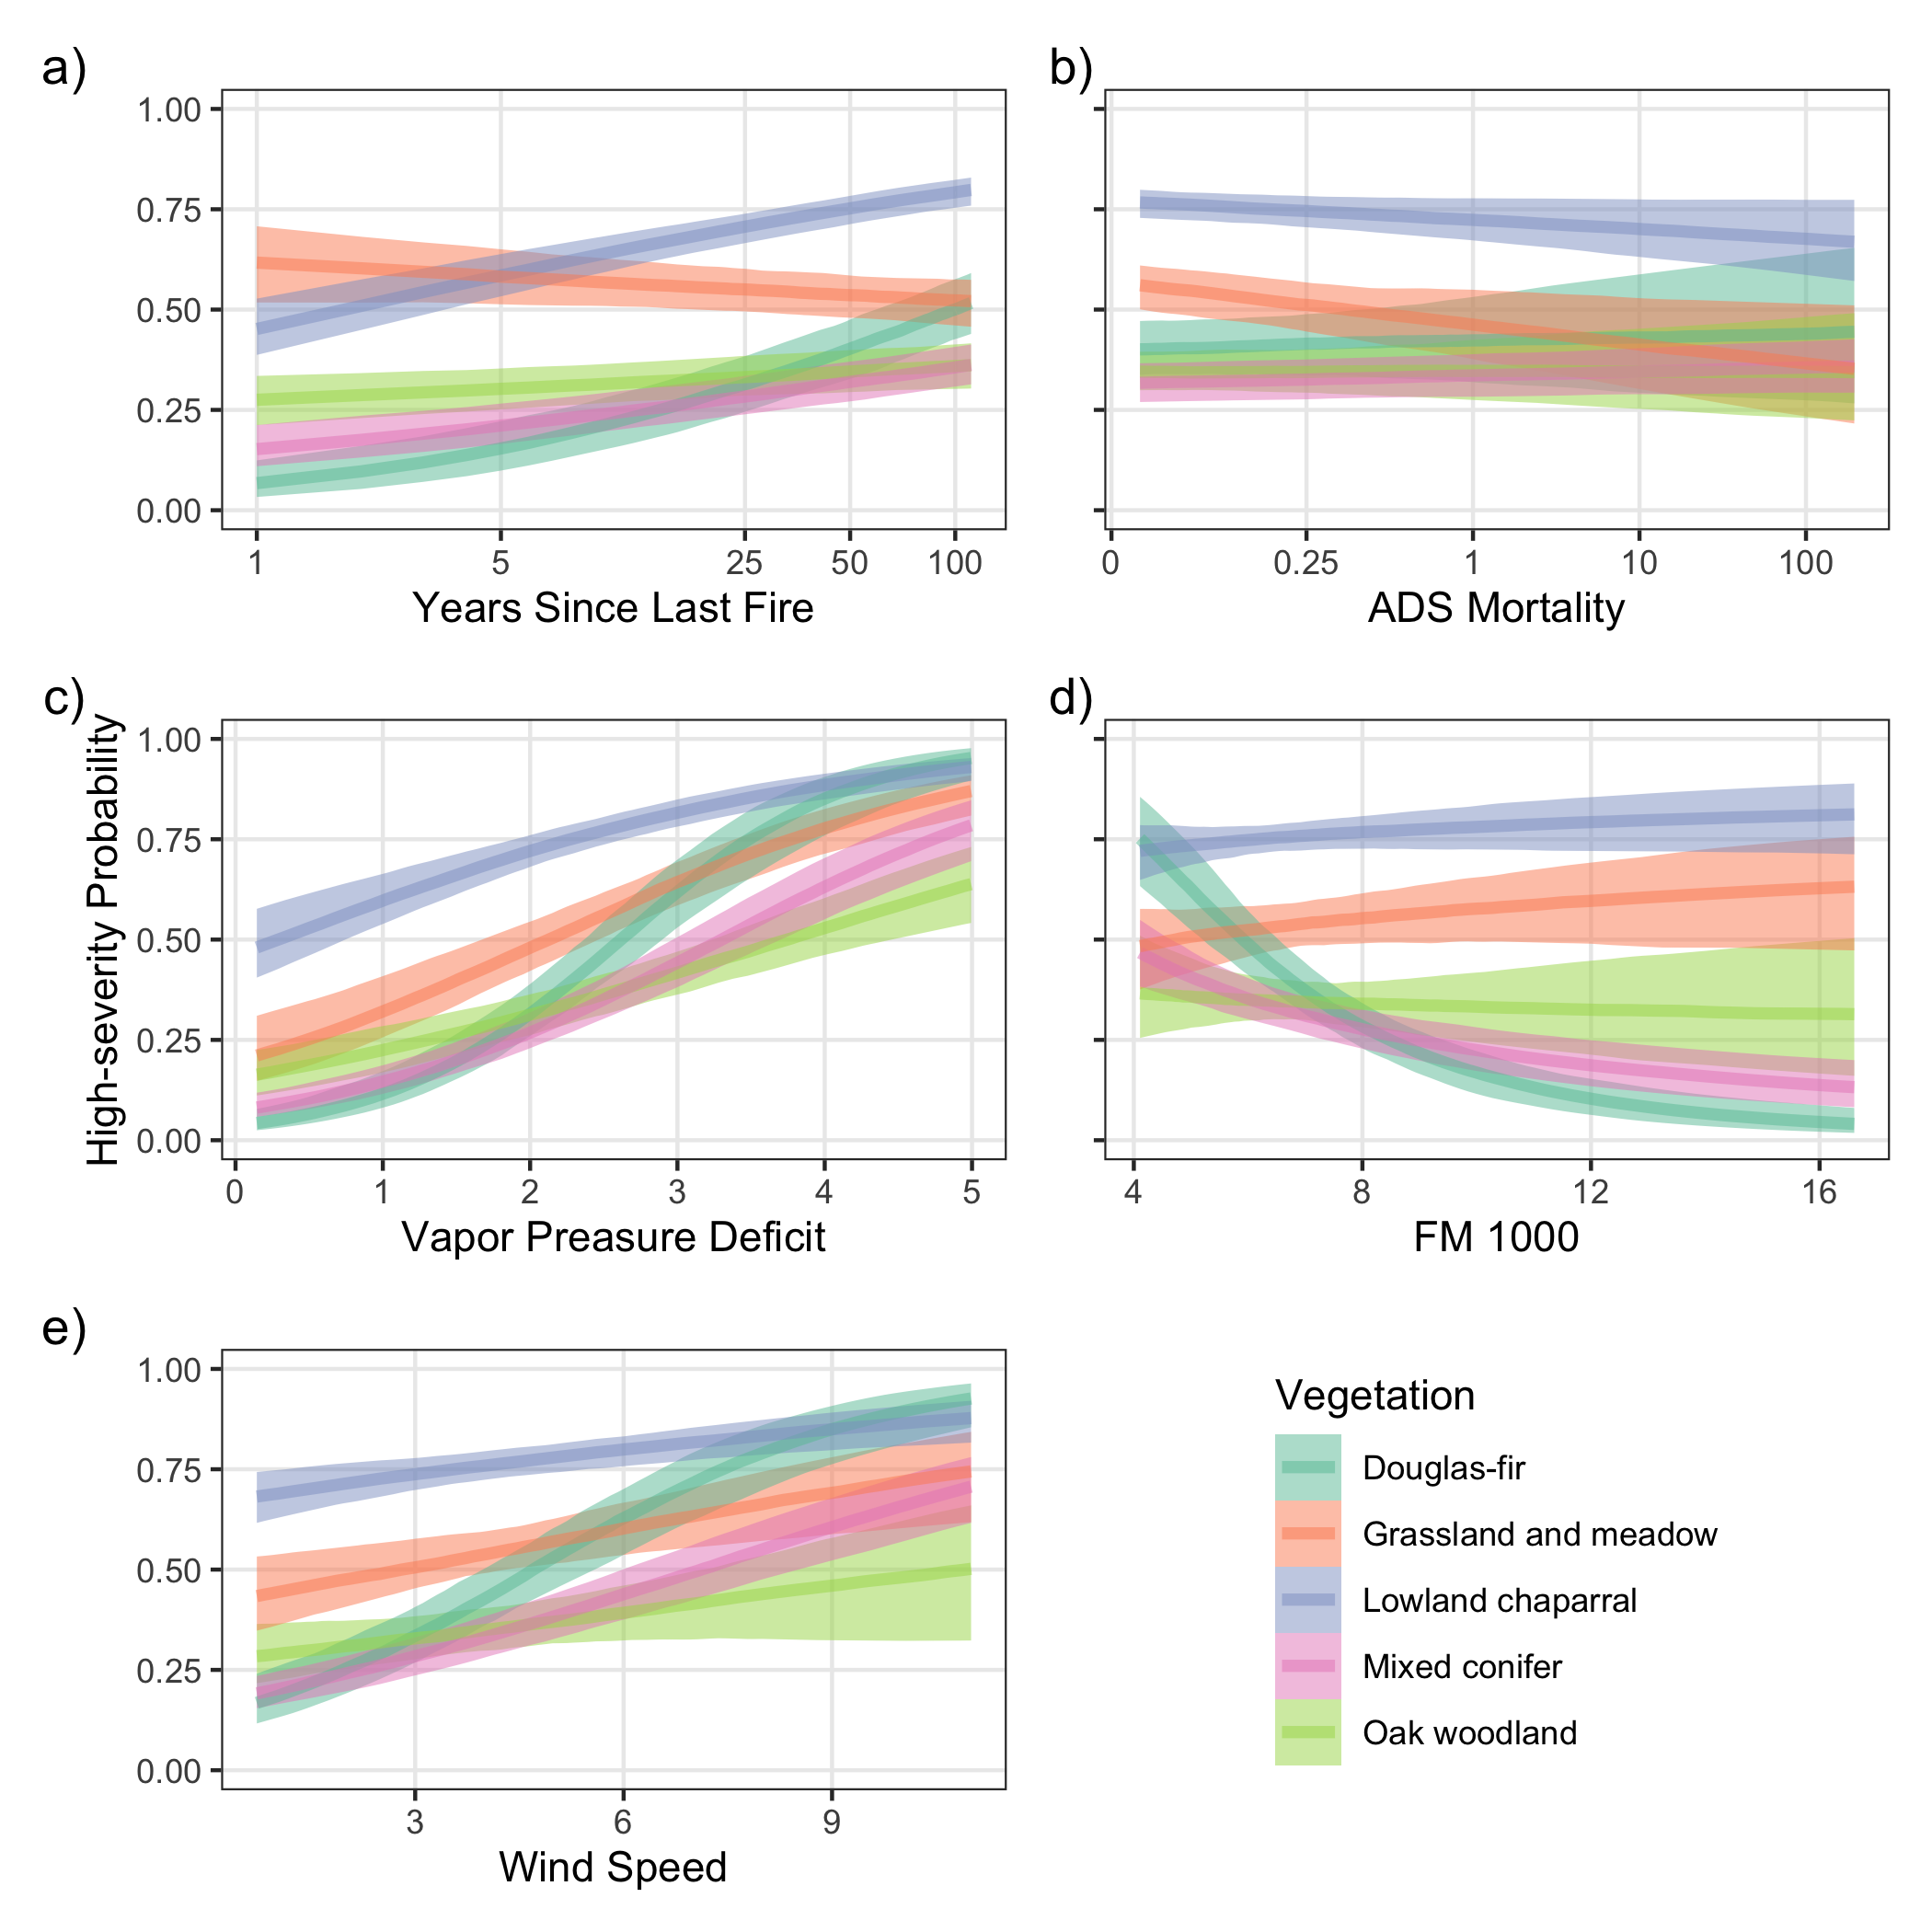 a)
1.00
0.75
0.50
0.25
0.00
1 5 25 50 100
Years Since Last Fire
b)
0 0.25 1 10 100
ADS Mortality
c)
High-severity Probability
1.00
0.75
0.50
0.25
0.00
0 1 2 3 4 5
Vapor Preasure Deficit
d)
4 8 12 16
FM 1000
e)
1.00
0.75
0.50
0.25
0.00
3 6 9
Wind Speed
Vegetation
Douglas-fir
Grassland and meadow
Lowland chaparral
Mixed conifer
Oak woodland